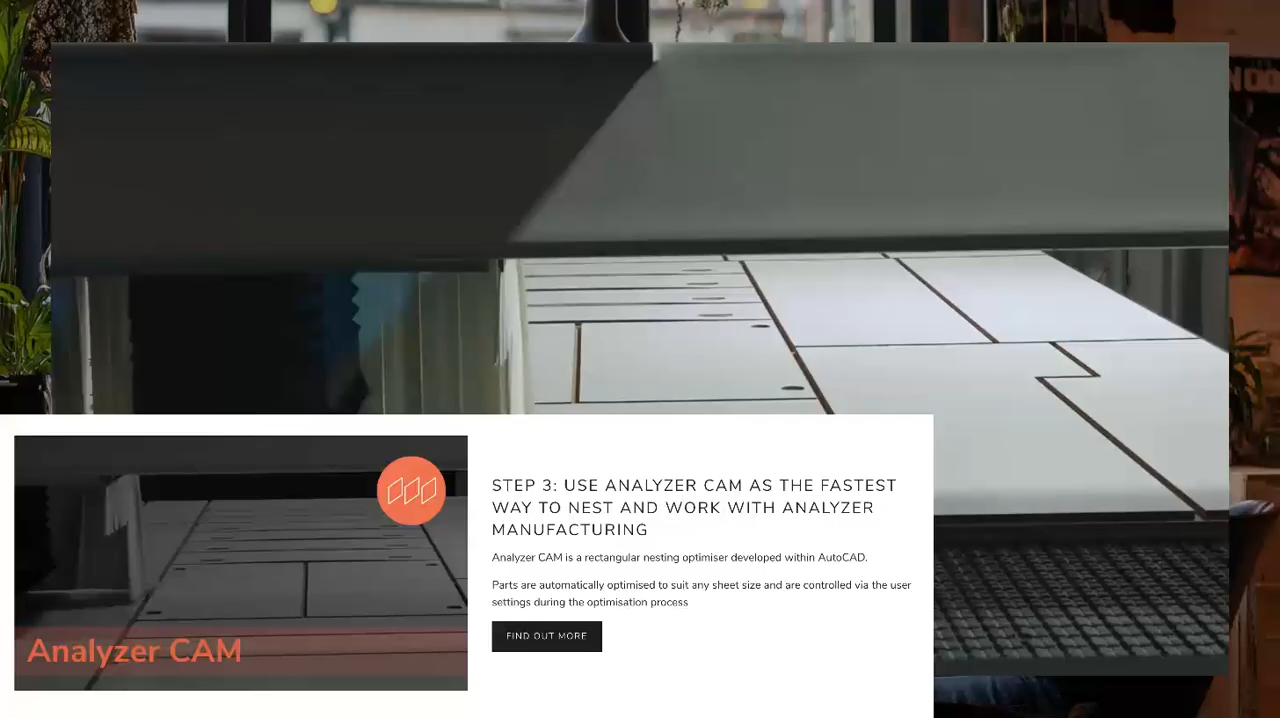 STEP 3: USE ANALYZER CAM AS THE FASTEST
WAY TO NEST AND WORK WITH ANALYZER
MANUFACTURING
Analyzer CAM is a rectangular nesting optimiser developed within AutoCAD.
Parts are automatically optimised to suit any sheet size and are controlled via the user
settings during the optimisation process
FIND OUT MORE
Analyzer CAM